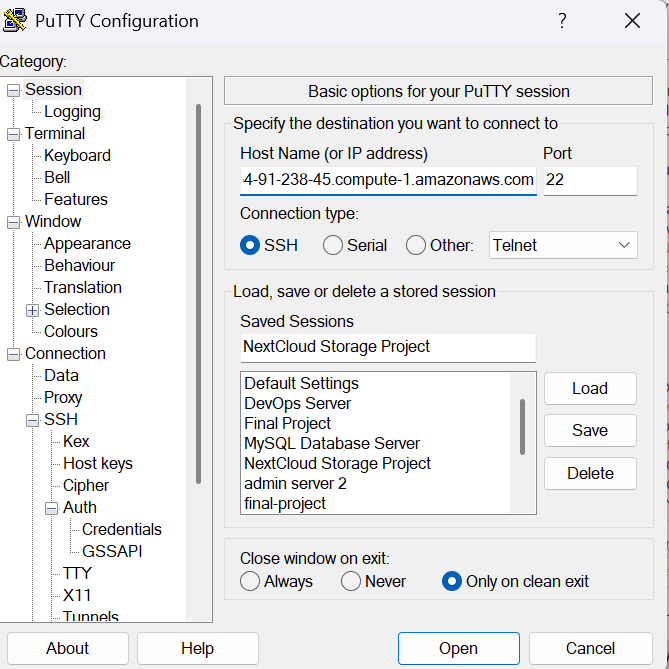 PuTTY Configuration
?
Category:
Session
Logging
Terminal
Keyboard
Bell
Features
Window
Appearance
Behaviour
Translation
Selection
Colours
Connection
Data
Proxy
SSH
Kex
Host keys
Cipher
Auth
Credentials
GSSAPI
TTY
X11
Tunnels
Basic options for your PuTTY session
Specify the destination you want to connect to
Host Name (or IP address) Port
4-91-238-45.compute-1.amazonaws.com 22
Connection type:
SSH Serial Other: Telnet
Load, save or delete a stored session
Saved Sessions
NextCloud Storage Project
Default Settings
DevOps Server
Final Project
MySQL Database Server
NextCloud Storage Project
admin server 2
final-project
Load
Save
Delete
Close window on exit:
Always Never Only on clean exit
About Help Open Cancel